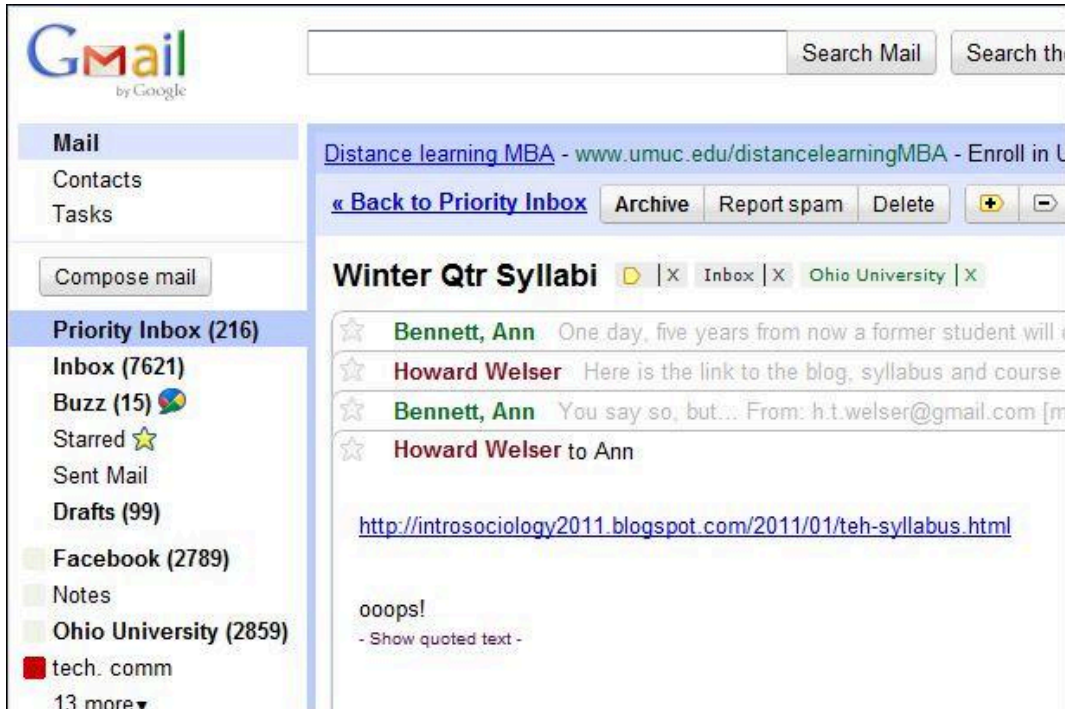 Gmail
by Google
Search Mail Search th
Mail
Contacts
Tasks
Compose mail
Priority Inbox (216)
Inbox (7621)
Buzz (15)
Starred
Sent Mail
Drafts (99)
Facebook (2789)
Notes
Ohio University (2859)
tech. comm
13 more
Distance learning MBA - www.umuc.edu/distancelearningMBA - Enroll in U
« Back to Priority Inbox Archive Report spam Delete
Winter Qtr Syllabi X Inbox X Ohio University X
Bennett, Ann One day, five years from now a former student will
Howard Welser Here is the link to the blog, syllabus and course
Bennett, Ann You say so, but... From: h.t.welser@gmail.com [m
Howard Welser to Ann
http://introsociology2011.blogspot.com/2011/01/teh-syllabus.html
ooops!
- Show quoted text -